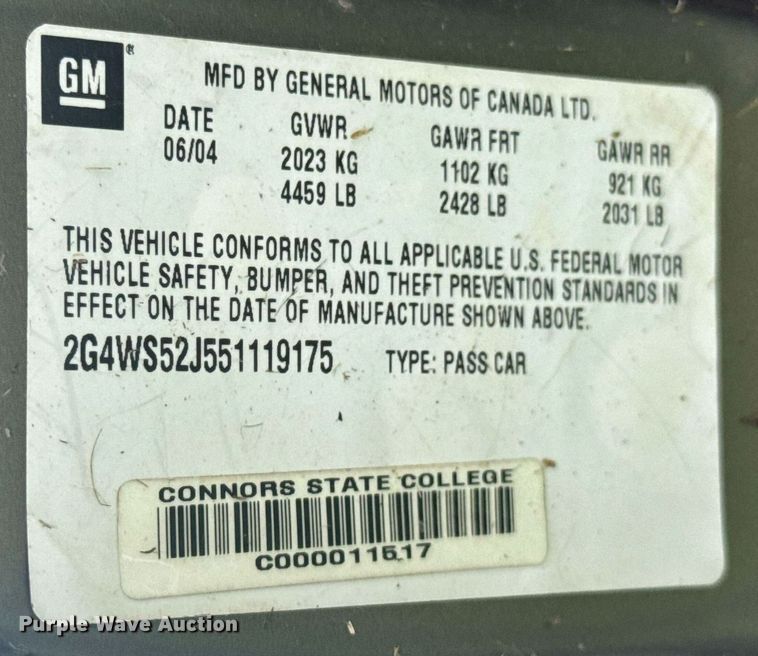 GM
MFD BY GENERAL MOTORS OF CANADA LTD.
DATE GVWR GAWR FRT GAWR RR
06/04 2023 KG 1102 KG 921 KG
4459 LB 2428 LB 2031 LB
THIS VEHICLE CONFORMS TO ALL APPLICABLE U.S. FEDERAL MOTOR
VEHICLE SAFETY, BUMPER, AND THEFT PREVENTION STANDARDS IN
EFFECT ON THE DATE OF MANUFACTURE SHOWN ABOVE.
2G4WS52J551119175 TYPE: PASS CAR
CONNORS STATE COLLEGE
C000011517
Purple Wave Auction